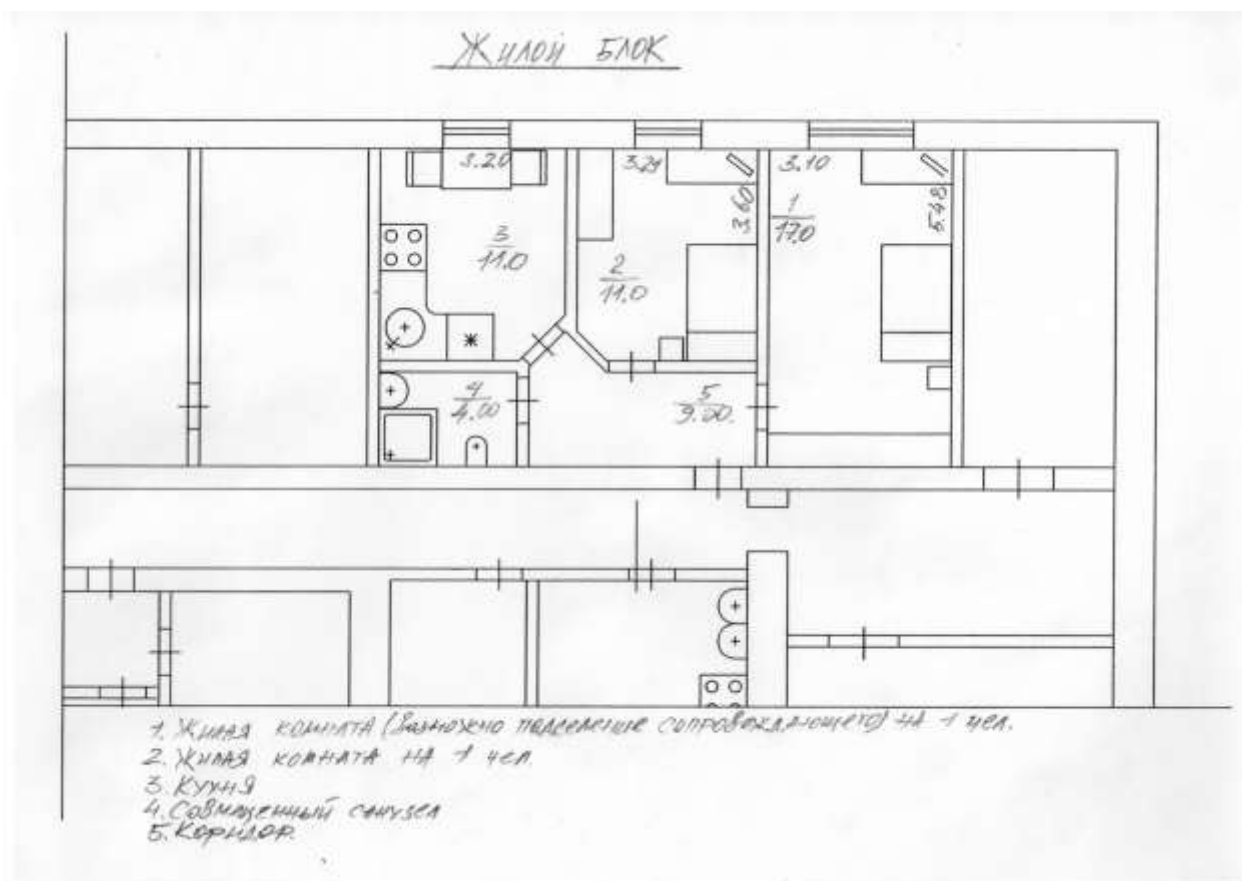 Жилой блок
3.20
3.29
3.10
3.60
5.48
1
17.0
3
11.0
2
11.0
4
4.00
5
9.00.
1. Жилая комната (Возможно подселение сопровождающего) на 1 чел.
2. Жилая комната на 1 чел.
3. Кухня
4. Совмещенный санузел
5. Коридор.